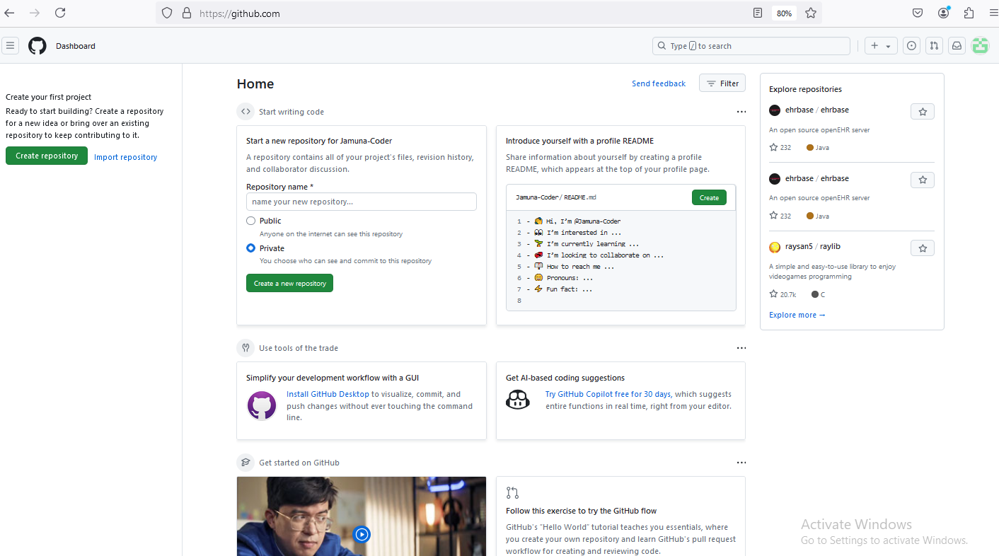 https://github.com
80%
Dashboard
Type / to search
Create your first project
Ready to start building? Create a repository
for a new idea or bring over an existing
repository to keep contributing to it.
Create repository
Import repository
Home
Send feedback
Filter
Start writing code
Start a new repository for Jamuna-Coder
A repository contains all of your project's files, revision history,
and collaborator discussion.
Repository name *
name your new repository...
Public
Anyone on the internet can see this repository
Private
You choose who can see and commit to this repository
Create a new repository
Introduce yourself with a profile README
Share information about yourself by creating a profile
README, which appears at the top of your profile page.
Jamuna-Coder/ README.md
Create
1 - 👋 Hi, I'm @Jamuna-Coder
2 - 👀 I'm interested in ...
3 - 🌱 I'm currently learning ...
4 - 💞️ I'm looking to collaborate on ...
5 - 📫 How to reach me ...
6 - 😄 Pronouns: ...
7 - ⚡ Fun fact: ...
8
Use tools of the trade
Simplify your development workflow with a GUI
Install GitHub Desktop to visualize, commit, and
push changes without ever touching the command
line.
Get AI-based coding suggestions
Try GitHub Copilot free for 30 days, which suggests
entire functions in real time, right from your editor.
Get started on GitHub
Follow this exercise to try the GitHub flow
GitHub's "Hello World" tutorial teaches you essentials, where
you create your own repository and learn GitHub's pull request
workflow for creating and reviewing code.
Explore repositories
ehrbase / ehrbase
An open source openEHR server
232 Java
ehrbase / ehrbase
An open source openEHR server
232 Java
raysan5 / raylib
A simple and easy-to-use library to enjoy
videogames programming
20.7k C
Explore more →
Activate Windows
Go to Settings to activate Windows.